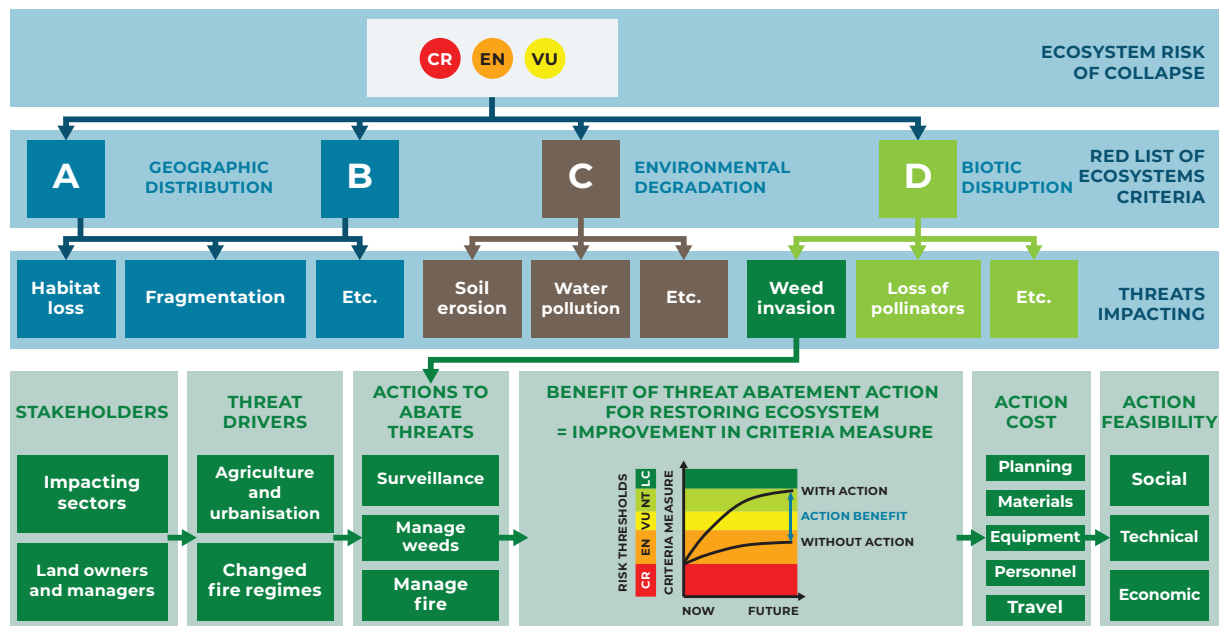 CR EN VU
ECOSYSTEM RISK
OF COLLAPSE
A
GEOGRAPHIC
DISTRIBUTION
B
C
ENVIRONMENTAL
DEGRADATION
D
BIOTIC
DISRUPTION
RED LIST OF
ECOSYSTEMS
CRITERIA
Habitat
loss
Fragmentation
Etc.
Soil
erosion
Water
pollution
Etc.
Weed
invasion
Loss of
pollinators
Etc.
THREATS
IMPACTING
STAKEHOLDERS
Impacting
sectors
Land owners
and managers
THREAT
DRIVERS
Agriculture
and
urbanisation
Changed
fire regimes
ACTIONS TO
ABATE
THREATS
Surveillance
Manage
weeds
Manage
fire
BENEFIT OF THREAT ABATEMENT ACTION
FOR RESTORING ECOSYSTEM
= IMPROVEMENT IN CRITERIA MEASURE
RISK THRESHOLDS
CR EN VU NT LC
CRITERIA MEASURE
WITH ACTION
ACTION BENEFIT
WITHOUT ACTION
NOW FUTURE
ACTION
COST
Planning
Materials
Equipment
Personnel
Travel
ACTION
FEASIBILITY
Social
Technical
Economic